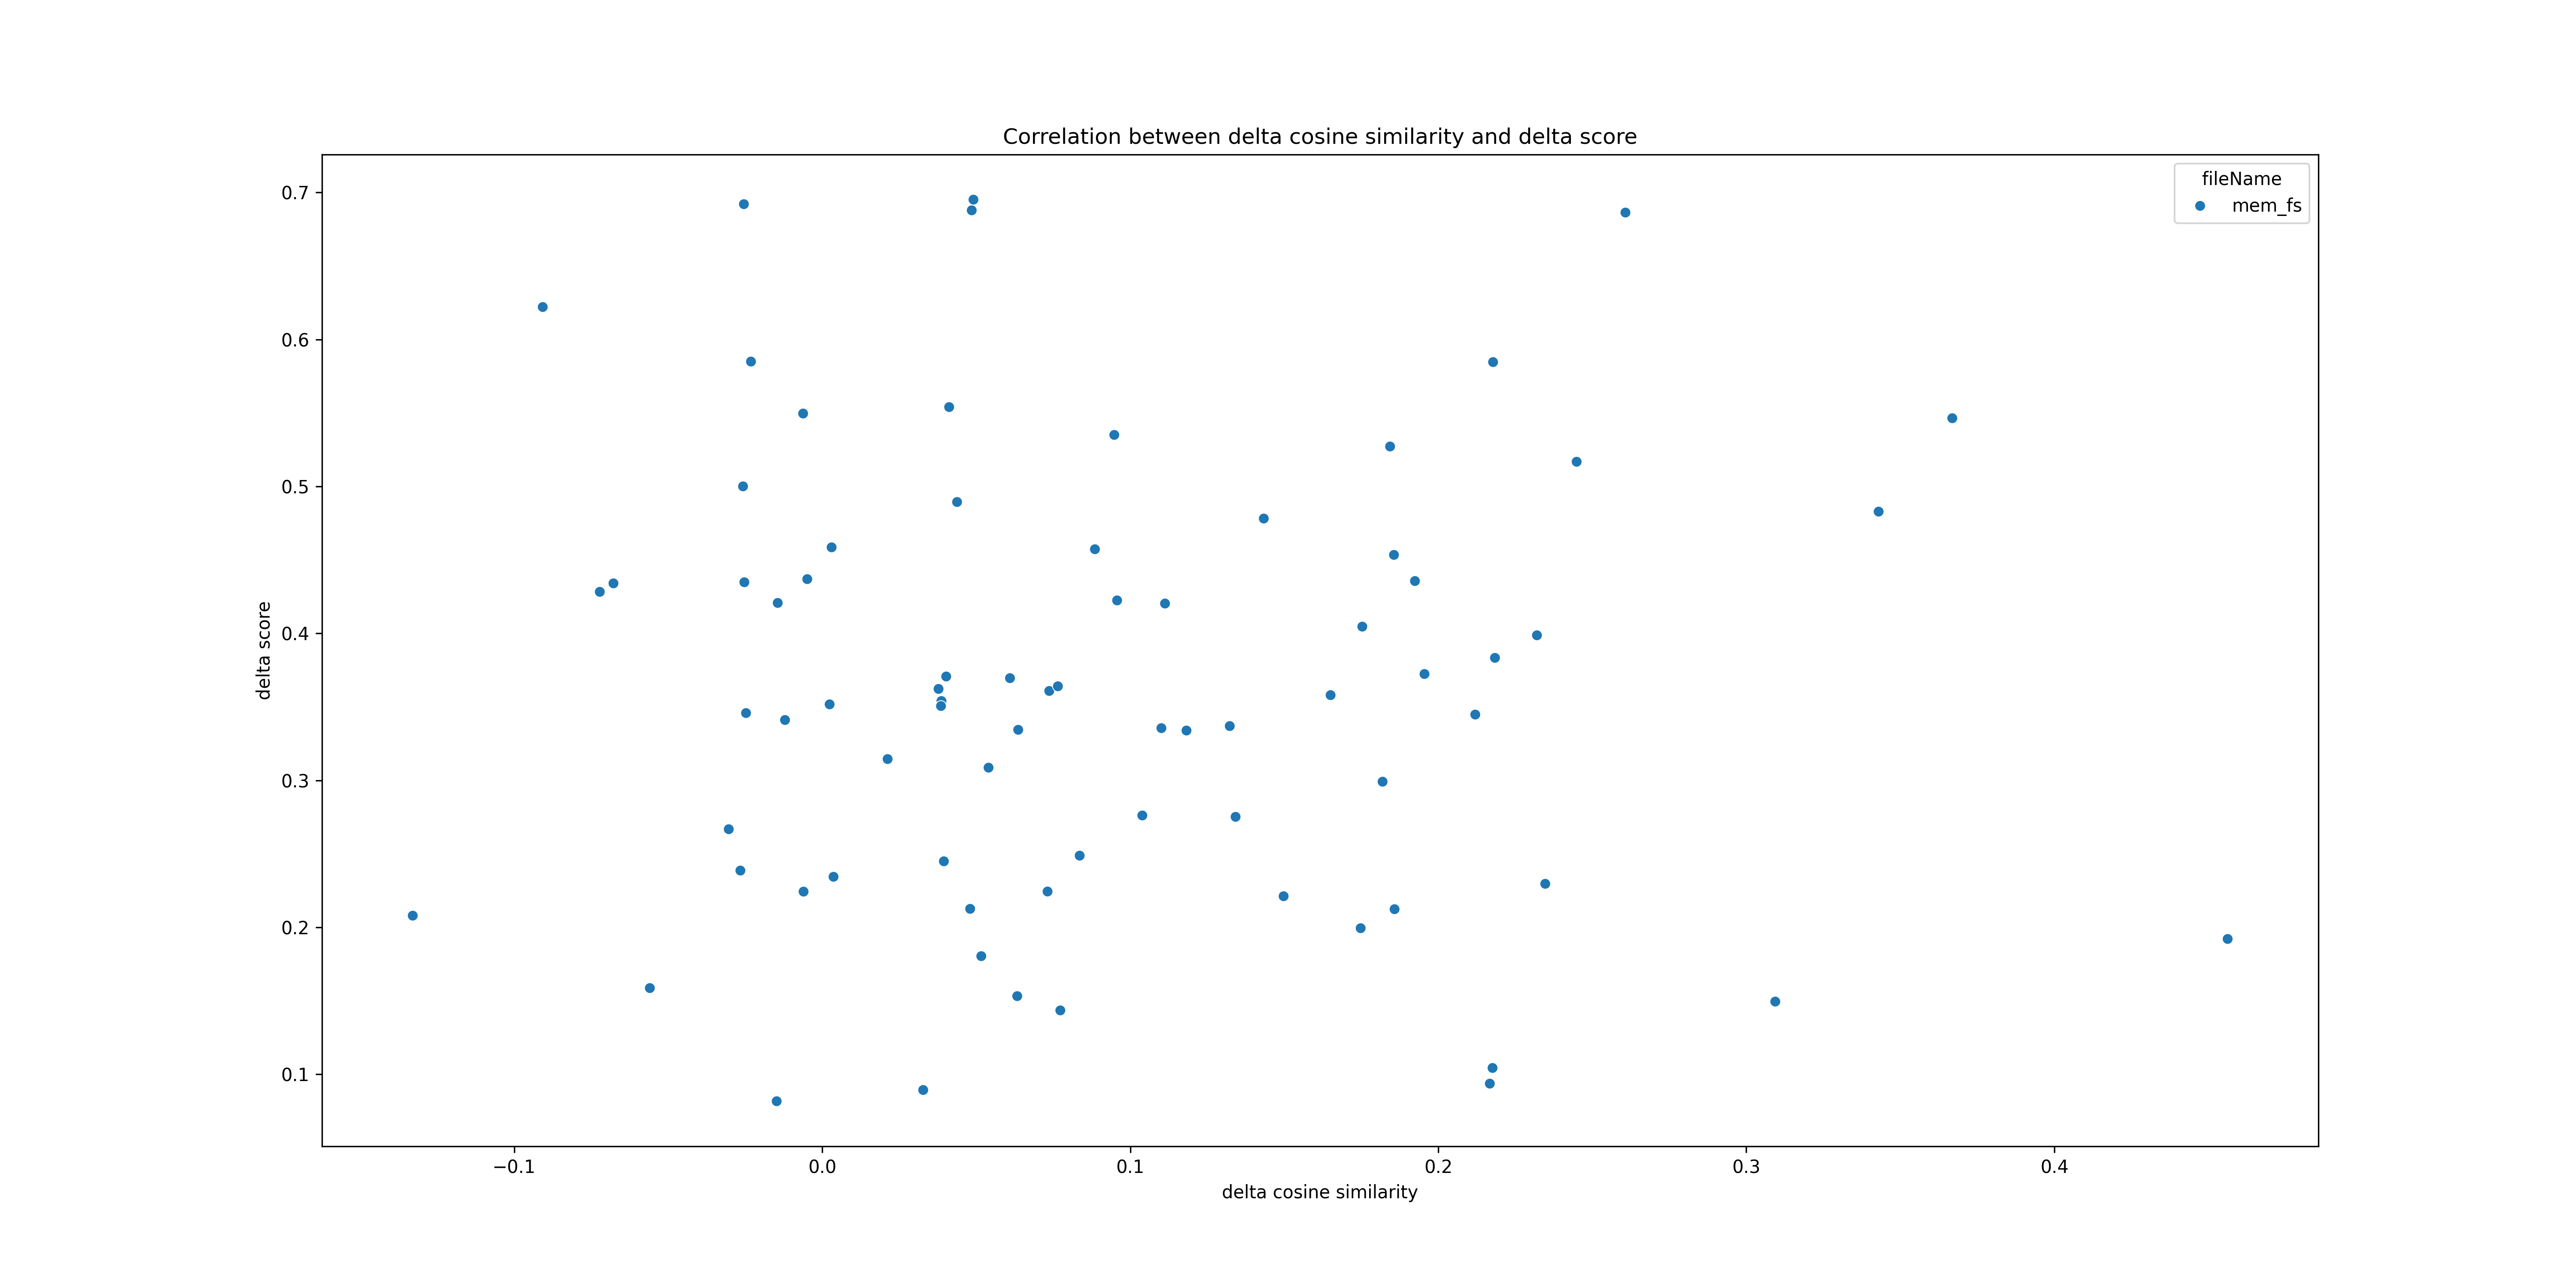 Correlation between delta cosine similarity and delta score
fileName
mem_fs
0.7
0.6
0.5
0.4
0.3
0.2
0.1
delta score
−0.1
0.0
0.1
0.2
0.3
0.4
delta cosine similarity